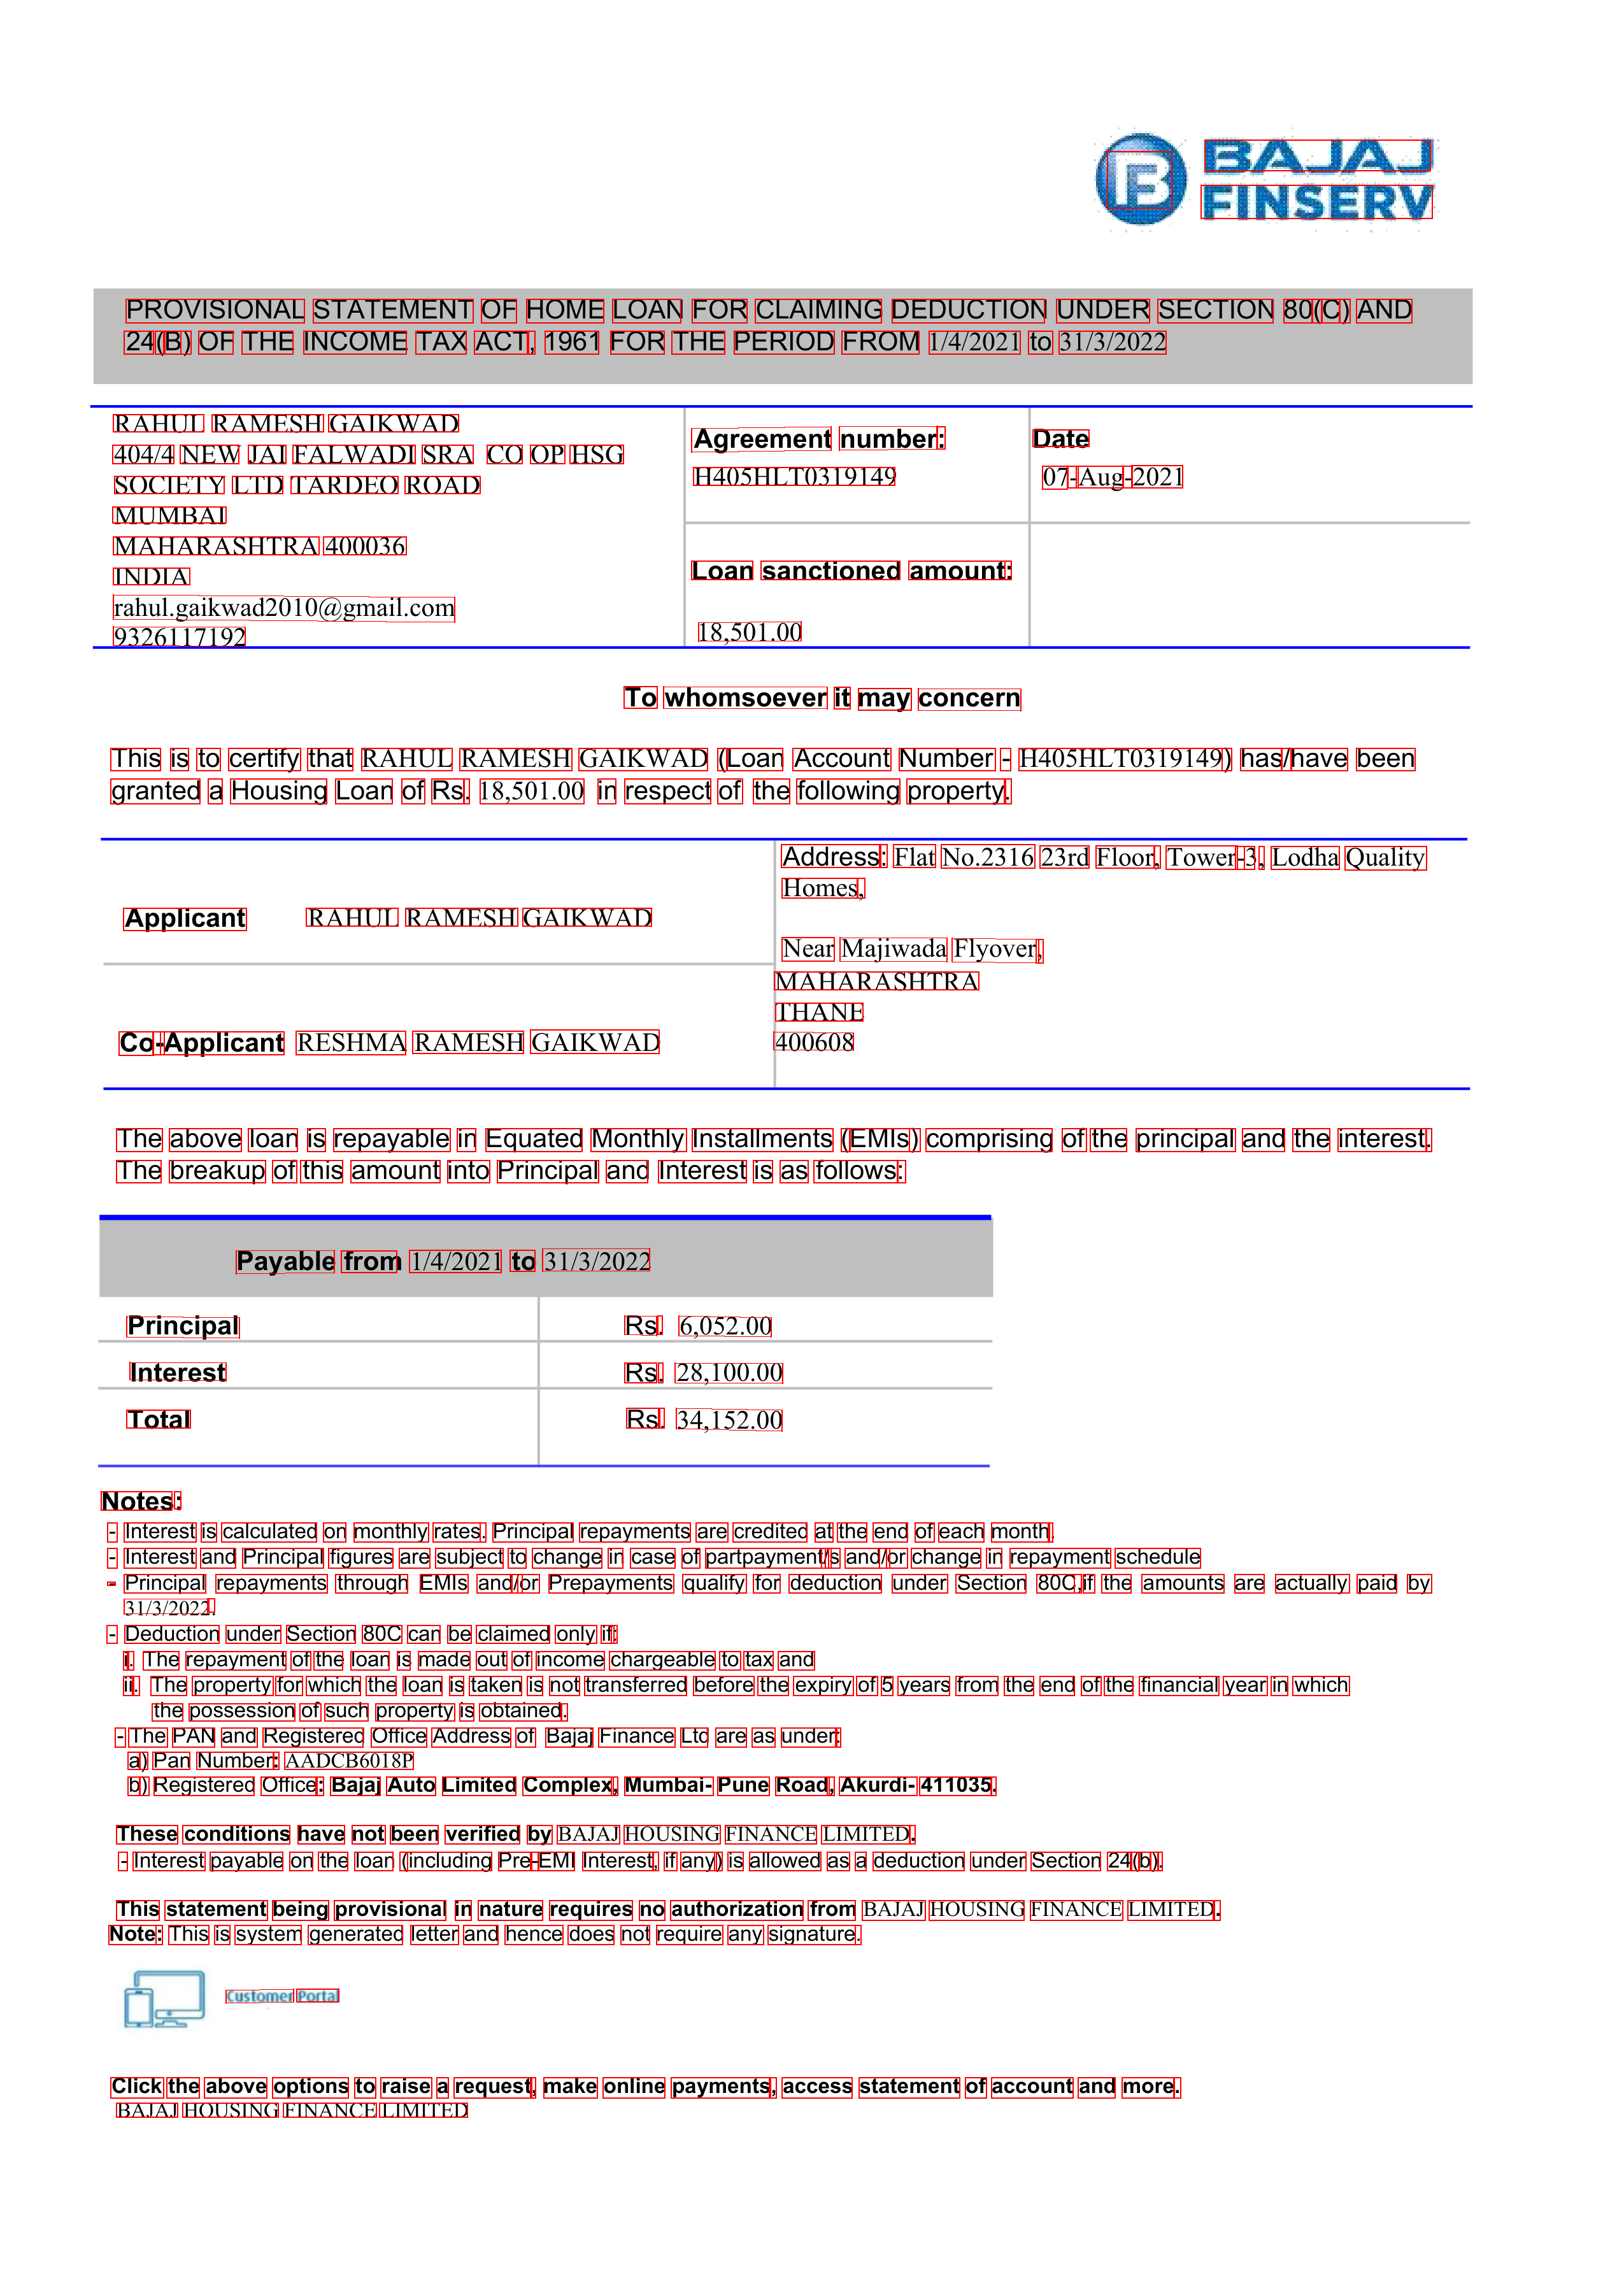 BAJAJ
FINSERV
PROVISIONAL STATEMENT OF HOME LOAN FOR CLAIMING DEDUCTION UNDER SECTION 80(C) AND
24(B) OF THE INCOME TAX ACT, 1961 FOR THE PERIOD FROM 1/4/2021 to 31/3/2022
RAHUL RAMESH GAIKWAD
404/4 NEW JAI FALWADI SRA CO OP HSG
SOCIETY LTD TARDEO ROAD
MUMBAI
MAHARASHTRA 400036
INDIA
rahul.gaikwad2010@gmail.com
9326117192
Agreement number:
H405HLT0319149
Date
07-Aug-2021
Loan sanctioned amount:
18,501.00
To whomsoever it may concern
This is to certify that RAHUL RAMESH GAIKWAD (Loan Account Number - H405HLT0319149) has/have been
granted a Housing Loan of Rs. 18,501.00 in respect of the following property.
Applicant RAHUL RAMESH GAIKWAD
Co-Applicant RESHMA RAMESH GAIKWAD
Address: Flat No.2316 23rd Floor, Tower-3, Lodha Quality
Homes,
Near Majiwada Flyover,
MAHARASHTRA
THANE
400608
The above loan is repayable in Equated Monthly Installments (EMIs) comprising of the principal and the interest.
The breakup of this amount into Principal and Interest is as follows:
Payable from 1/4/2021 to 31/3/2022
Principal Rs. 6,052.00
Interest Rs. 28,100.00
Total Rs. 34,152.00
Notes:
- Interest is calculated on monthly rates. Principal repayments are credited at the end of each month.
- Interest and Principal figures are subject to change in case of partpayment/s and/or change in repayment schedule
- Principal repayments through EMIs and/or Prepayments qualify for deduction under Section 80C,if the amounts are actually paid by
31/3/2022.
- Deduction under Section 80C can be claimed only if:
i. The repayment of the loan is made out of income chargeable to tax and
ii. The property for which the loan is taken is not transferred before the expiry of 5 years from the end of the financial year in which
the possession of such property is obtained.
- The PAN and Registered Office Address of Bajaj Finance Ltd are as under:
a) Pan Number: AADCB6018P
b) Registered Office: Bajaj Auto Limited Complex, Mumbai- Pune Road, Akurdi- 411035.
These conditions have not been verified by BAJAJ HOUSING FINANCE LIMITED.
- Interest payable on the loan (including Pre-EMI Interest, if any) is allowed as a deduction under Section 24(b).
This statement being provisional in nature requires no authorization from BAJAJ HOUSING FINANCE LIMITED.
Note: This is system generated letter and hence does not require any signature.
Customer Portal
Click the above options to raise a request, make online payments, access statement of account and more.
BAJAJ HOUSING FINANCE LIMITED